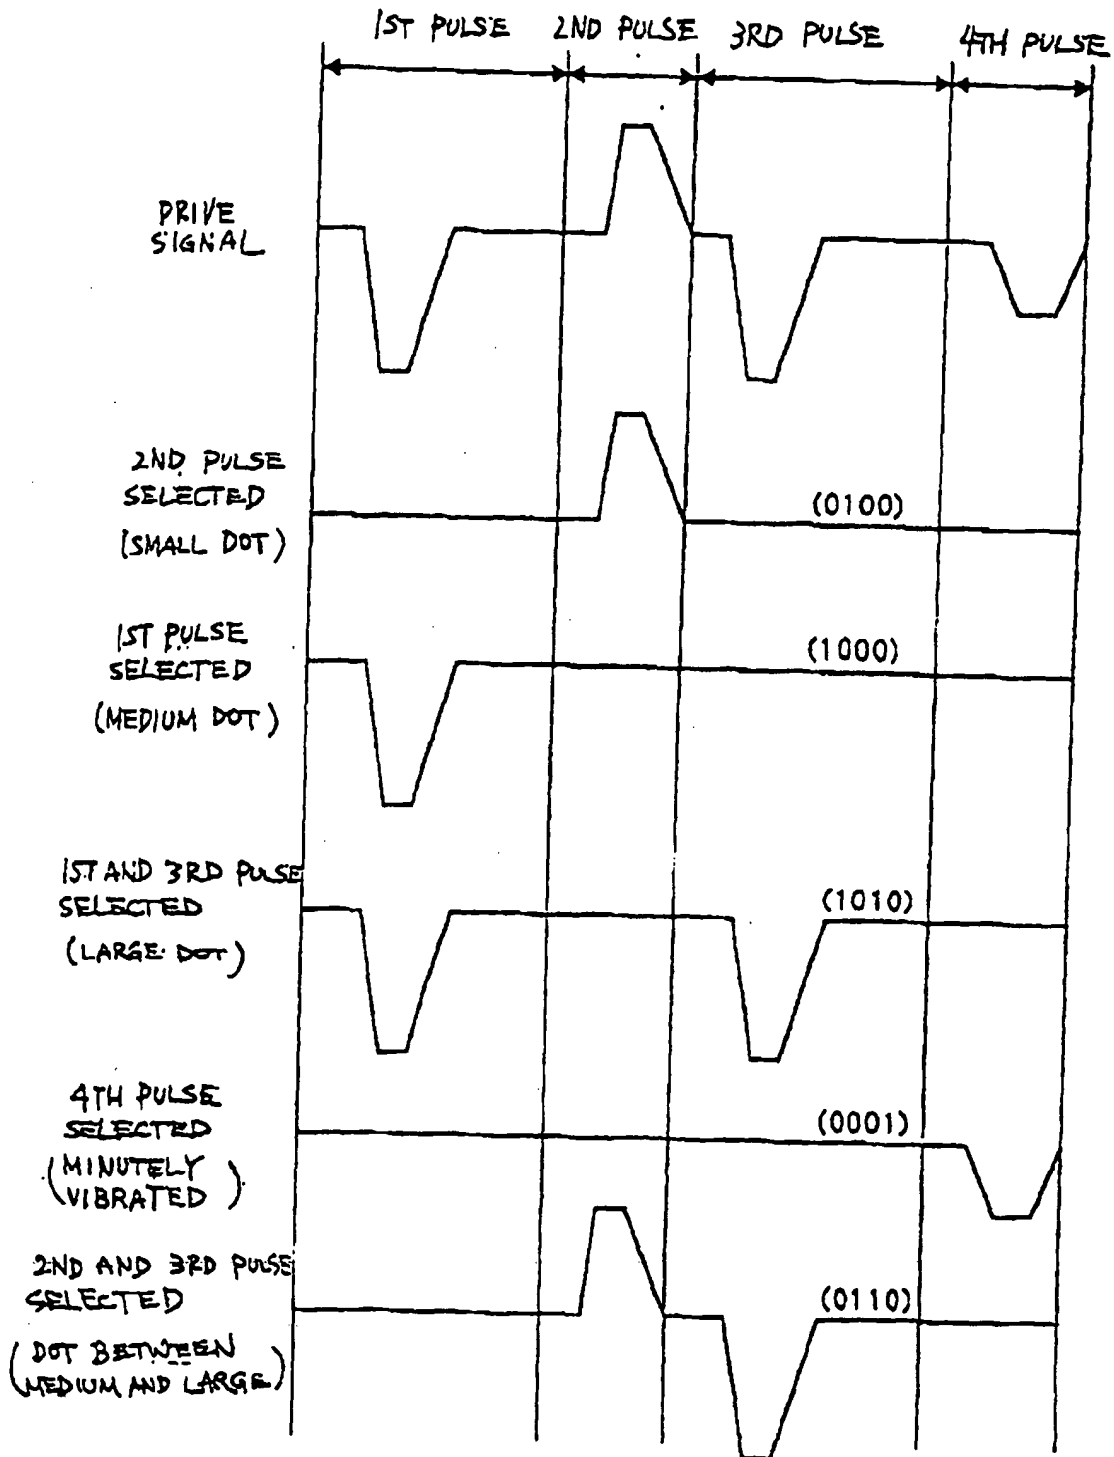 1ST PULSE 2ND PULSE 3RD PULSE 4TH PULSE
DRIVE
SIGNAL
2ND PULSE
SELECTED
(SMALL DOT)
(0100)
1ST PULSE
SELECTED
(MEDIUM DOT)
(1000)
1ST AND 3RD PULSE
SELECTED
(LARGE DOT)
(1010)
4TH PULSE
SELECTED
(MINUTELY
VIBRATED)
(0001)
2ND AND 3RD PULSE
SELECTED
(DOT BETWEEN
MEDIUM AND LARGE)
(0110)